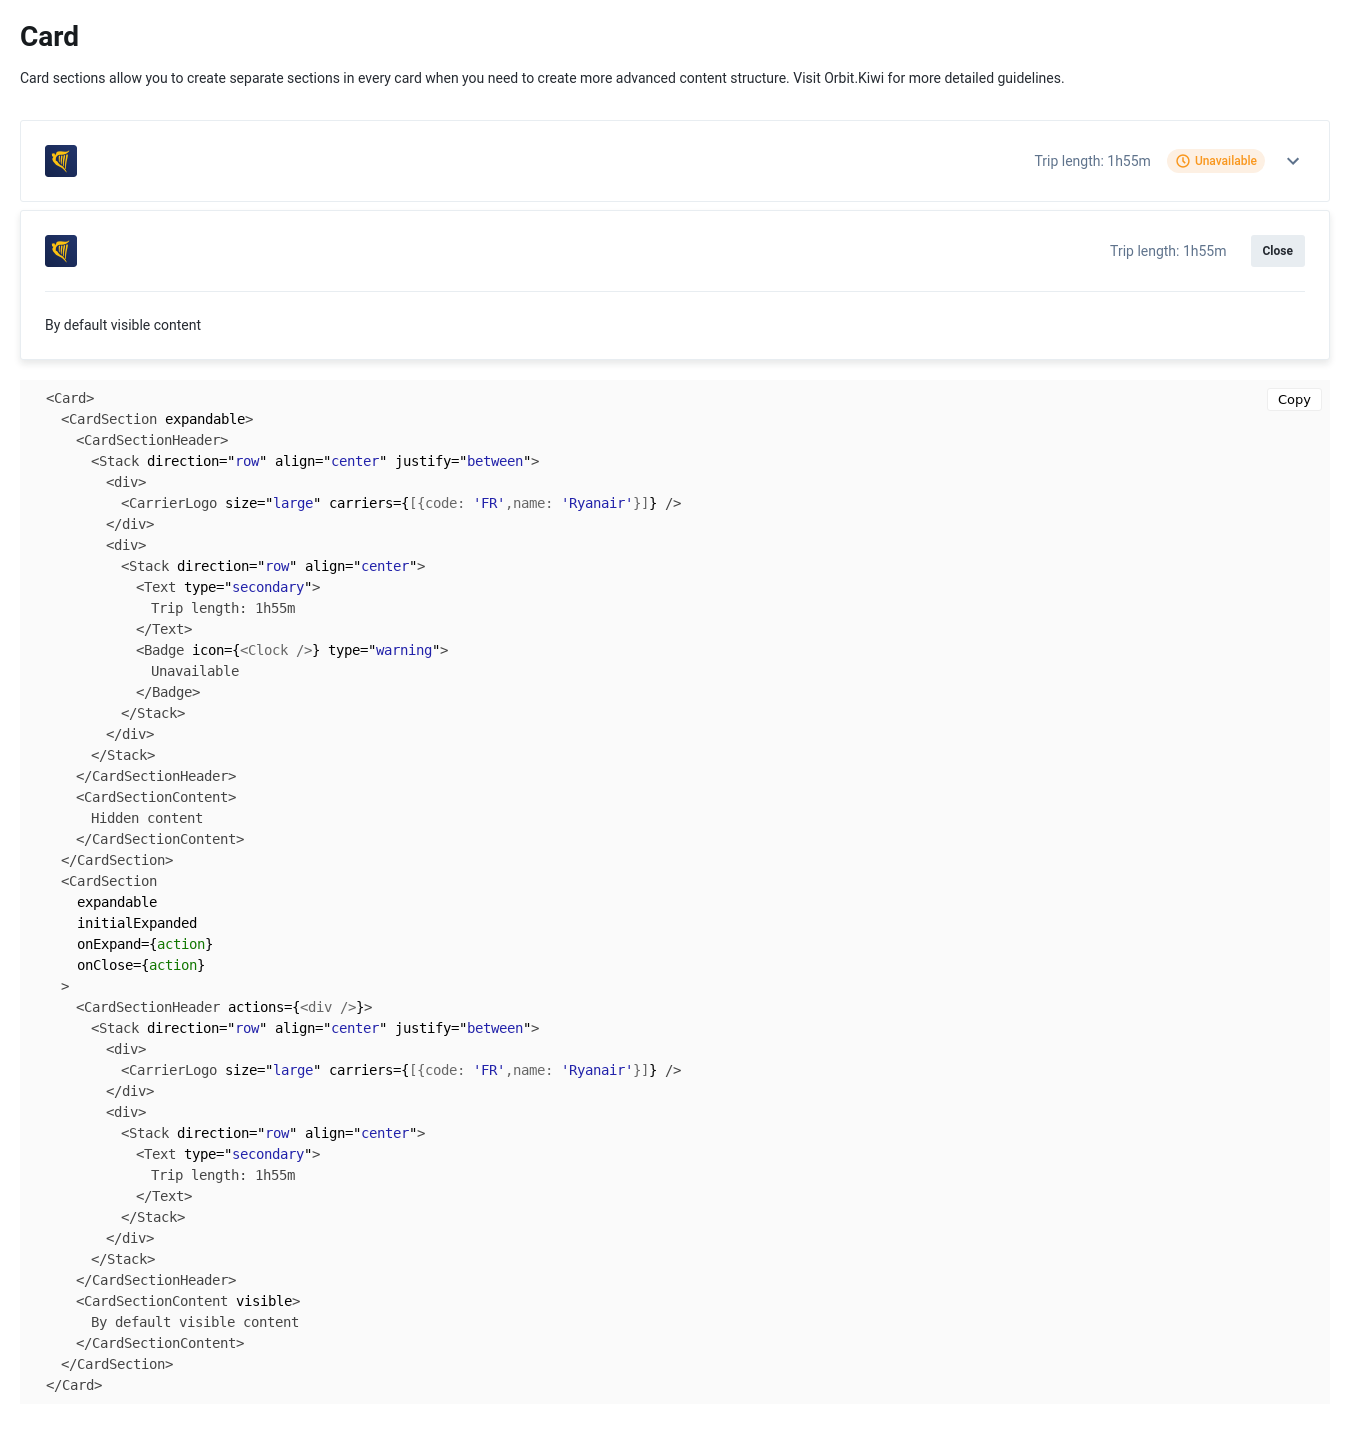 Card
Card sections allow you to create separate sections in every card when you need to create more advanced content structure. Visit Orbit.Kiwi for more detailed guidelines.
Trip length: 1h55m Unavailable
Trip length: 1h55m Close
By default visible content
Copy
<Card>
  <CardSection expandable>
    <CardSectionHeader>
      <Stack direction="row" align="center" justify="between">
        <div>
          <CarrierLogo size="large" carriers={[{code: 'FR',name: 'Ryanair'}]} />
        </div>
        <div>
          <Stack direction="row" align="center">
            <Text type="secondary">
              Trip length: 1h55m
            </Text>
            <Badge icon={<Clock />} type="warning">
              Unavailable
            </Badge>
          </Stack>
        </div>
      </Stack>
    </CardSectionHeader>
    <CardSectionContent>
      Hidden content
    </CardSectionContent>
  </CardSection>
  <CardSection
    expandable
    initialExpanded
    onExpand={action}
    onClose={action}
  >
    <CardSectionHeader actions={<div />}>
      <Stack direction="row" align="center" justify="between">
        <div>
          <CarrierLogo size="large" carriers={[{code: 'FR',name: 'Ryanair'}]} />
        </div>
        <div>
          <Stack direction="row" align="center">
            <Text type="secondary">
              Trip length: 1h55m
            </Text>
          </Stack>
        </div>
      </Stack>
    </CardSectionHeader>
    <CardSectionContent visible>
      By default visible content
    </CardSectionContent>
  </CardSection>
</Card>